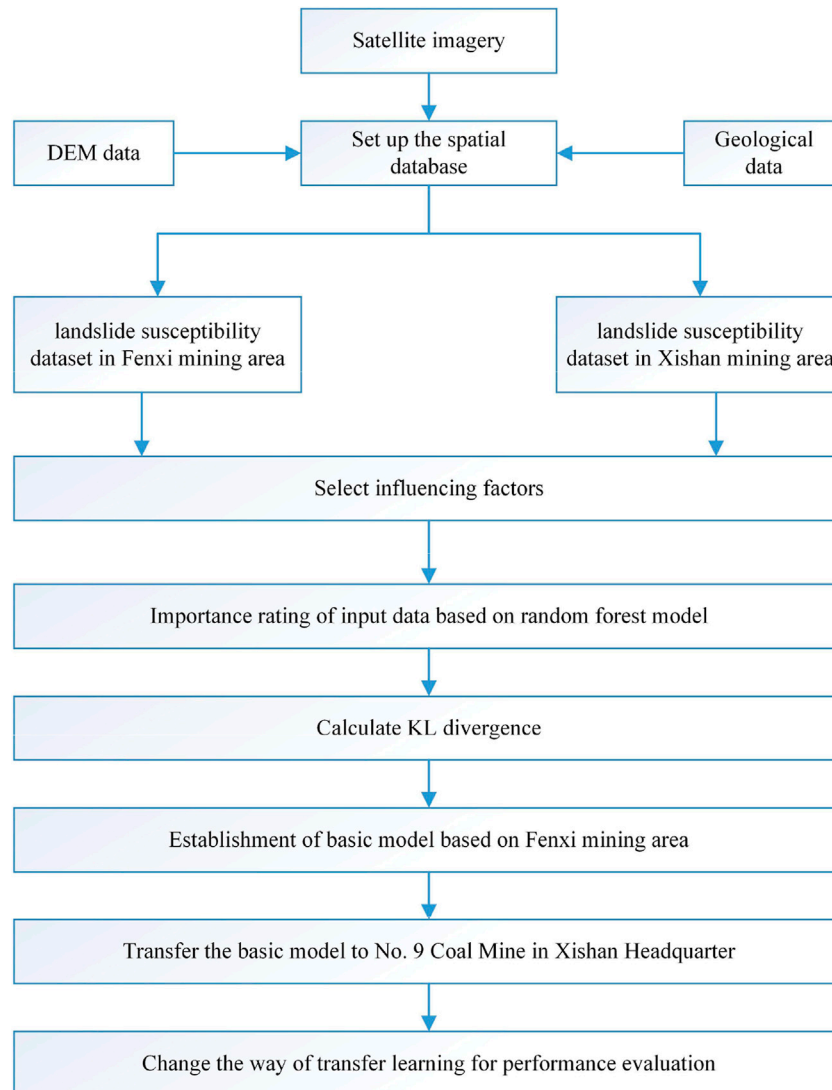 Satellite imagery
DEM data
Set up the spatial
database
Geological
data
landslide susceptibility
dataset in Fenxi mining area
landslide susceptibility
dataset in Xishan mining area
Select influencing factors
Importance rating of input data based on random forest model
Calculate KL divergence
Establishment of basic model based on Fenxi mining area
Transfer the basic model to No. 9 Coal Mine in Xishan Headquarter
Change the way of transfer learning for performance evaluation